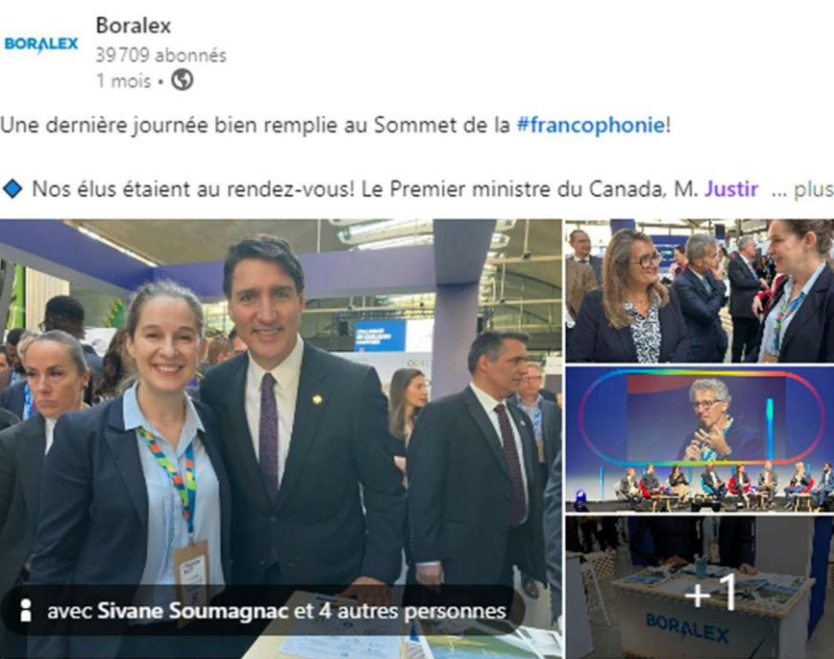 BORALEX
Boralex
39 709 abonnés
1 mois •
Une dernière journée bien remplie au Sommet de la #francophonie!
Nos élus étaient au rendez-vous! Le Premier ministre du Canada, M. Justir ... plus
avec Sivane Soumagnac et 4 autres personnes
+1
BORALEX